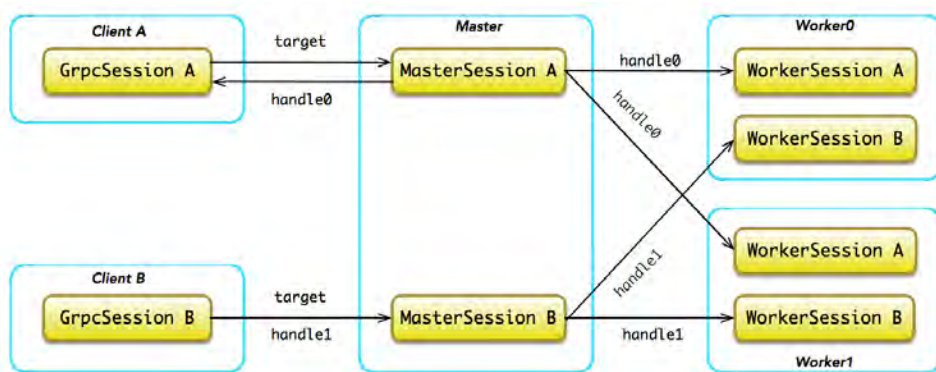 Client A
Master
Worker0
target
GrpcSession A
MasterSession A
handle0
WorkerSession A
handle0
handle0
WorkerSession B
WorkerSession A
Client B
target
handle1
GrpcSession B
MasterSession B
WorkerSession B
handle1
handle1
Worker1